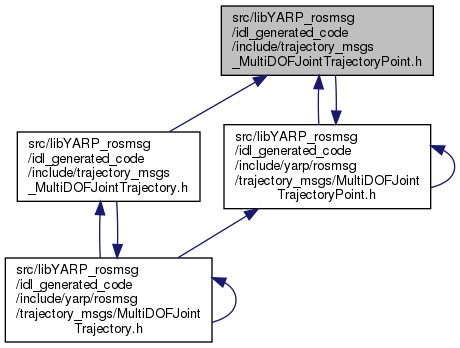 src/libYARP_rosmsg
/idl_generated_code
/include/trajectory_msgs
_MultiDOFJointTrajectoryPoint.h
src/libYARP_rosmsg
/idl_generated_code
/include/trajectory_msgs
_MultiDOFJointTrajectory.h
src/libYARP_rosmsg
/idl_generated_code
/include/yarp/rosmsg
/trajectory_msgs/MultiDOFJoint
TrajectoryPoint.h
src/libYARP_rosmsg
/idl_generated_code
/include/yarp/rosmsg
/trajectory_msgs/MultiDOFJoint
Trajectory.h